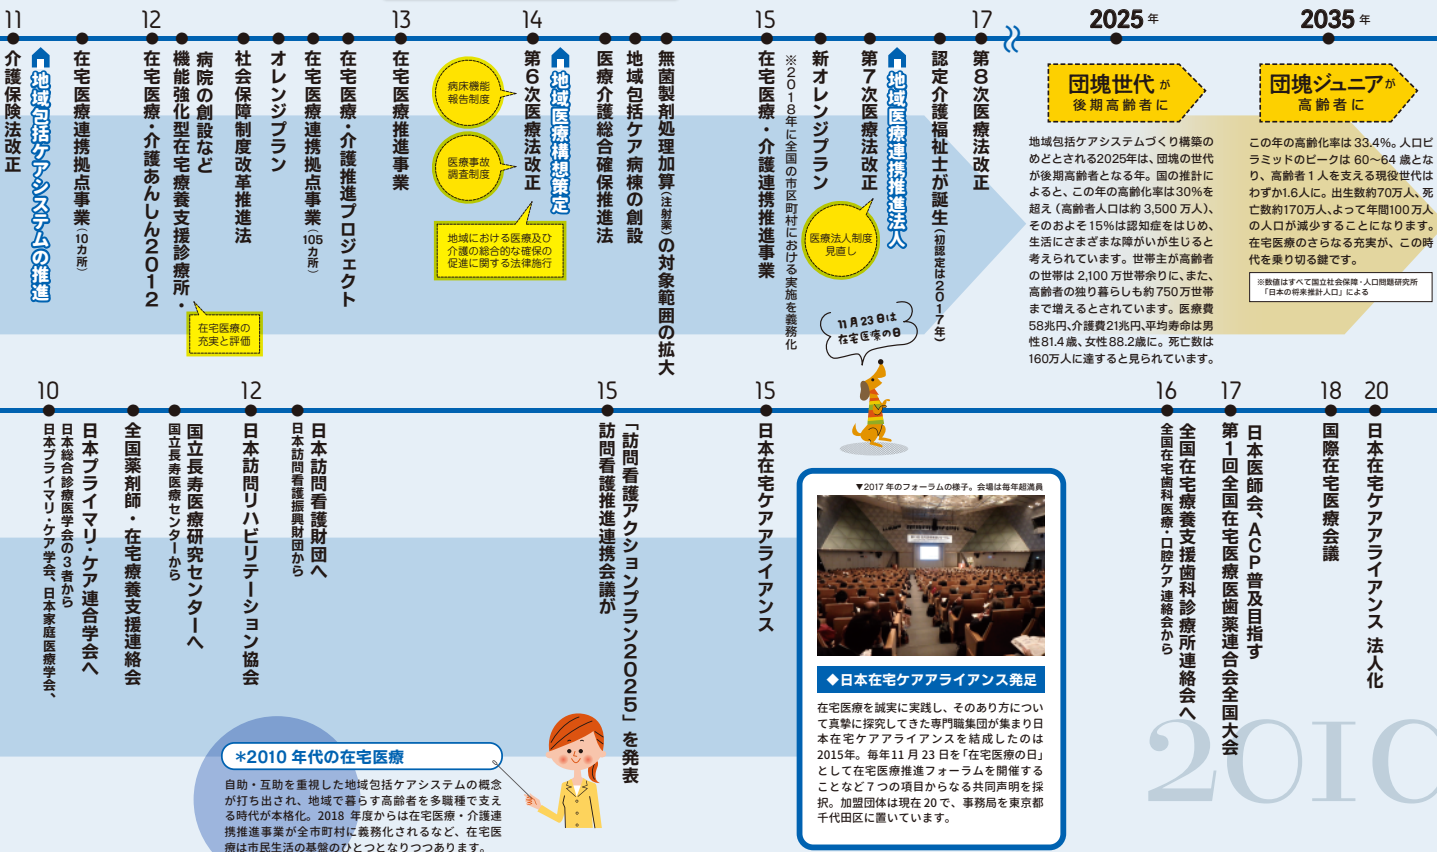 11
介護保険法改正
地域包括ケアシステムの推進
在宅医療連携拠点事業(10カ所)
12
在宅医療・介護あんしん2012
機能強化型在宅療養支援診療所・
病院の創設など
在宅医療の
充実と評価
社会保障制度改革推進法
オレンジプラン
在宅医療連携拠点事業(105カ所)
在宅医療・介護推進プロジェクト
13
在宅医療推進事業
14
病床機能
報告制度
医療事故
調査制度
第6次医療法改正
地域医療構想策定
地域における医療及び
介護の総合的な確保の
促進に関する法律施行
医療介護総合確保推進法
地域包括ケア病棟の創設
無菌製剤処理加算(注射薬)の対象範囲の拡大
15
在宅医療・介護連携推進事業
※2018年に全国の市区町村における実施を義務化
新オレンジプラン
第7次医療法改正
地域医療連携推進法人
医療法人制度
見直し
認定介護福祉士が誕生(初認定は2017年)
17
第8次医療法改正
11月23日は
在宅医療の日
2025 年
団塊世代が
後期高齢者に
地域包括ケアシステムづくり構築の
めどとされる2025年は、団塊の世代
が後期高齢者となる年。国の推計に
よると、この年の高齢化率は30%を
超え(高齢者人口は約3,500万人)、
そのおよそ15%は認知症をはじめ、
生活にさまざまな障がいが生じると
考えられています。世帯主が高齢者
の世帯は2,100万世帯余りに、また、
高齢者の独り暮らしも約750万世帯
まで増えるとされています。医療費
58兆円、介護費21兆円、平均寿命は男
性81.4歳、女性88.2歳に。死亡数は
160万人に達すると見られています。
2035 年
団塊ジュニアが
高齢者に
この年の高齢化率は33.4%。人口ピ
ラミッドのピークは60〜64歳とな
り、高齢者1人を支える現役世代は
わずか1.6人に。出生数約70万人、死
亡数約170万人、よって年間100万人
の人口が減少することになります。
在宅医療のさらなる充実が、この時
代を乗り切る鍵です。
※数値はすべて国立社会保障・人口問題研究所
「日本の将来推計人口」による
10
日本プライマリ・ケア連合学会へ
日本総合診療医学会の3者から
日本プライマリ・ケア学会、日本家庭医療学会、
全国薬剤師・在宅療養支援連絡会
国立長寿医療研究センターへ
国立長寿医療センターから
12
日本訪問リハビリテーション協会
日本訪問看護財団へ
日本訪問看護振興財団から
15
「訪問看護アクションプラン2025」を発表
訪問看護推進連携会議が
15
日本在宅ケアアライアンス
▼2017年のフォーラムの様子。会場は毎年超満員
◆日本在宅ケアアライアンス発足
在宅医療を誠実に実践し、そのあり方につい
て真摯に探究してきた専門職集団が集まり日
本在宅ケアアライアンスを結成したのは
2015年。毎年11月23日を「在宅医療の日」
として在宅医療推進フォーラムを開催する
ことなど7つの項目からなる共同声明を採
択。加盟団体は現在20で、事務局を東京都
千代田区に置いています。
16
全国在宅療養支援歯科診療所連絡会へ
全国在宅歯科医療・口腔ケア連絡会から
17
日本医師会、ACP普及目指す
第1回全国在宅医療医歯薬連合会全国大会
18
国際在宅医療会議
20
日本在宅ケアアライアンス 法人化
2010
＊2010年代の在宅医療
自助・互助を重視した地域包括ケアシステムの概念
が打ち出され、地域で暮らす高齢者を多職種で支え
る時代が本格化。2018年度からは在宅医療・介護連
携推進事業が全市町村に義務化されるなど、在宅医
療は市民生活の基盤のひとつとなりつつあります。